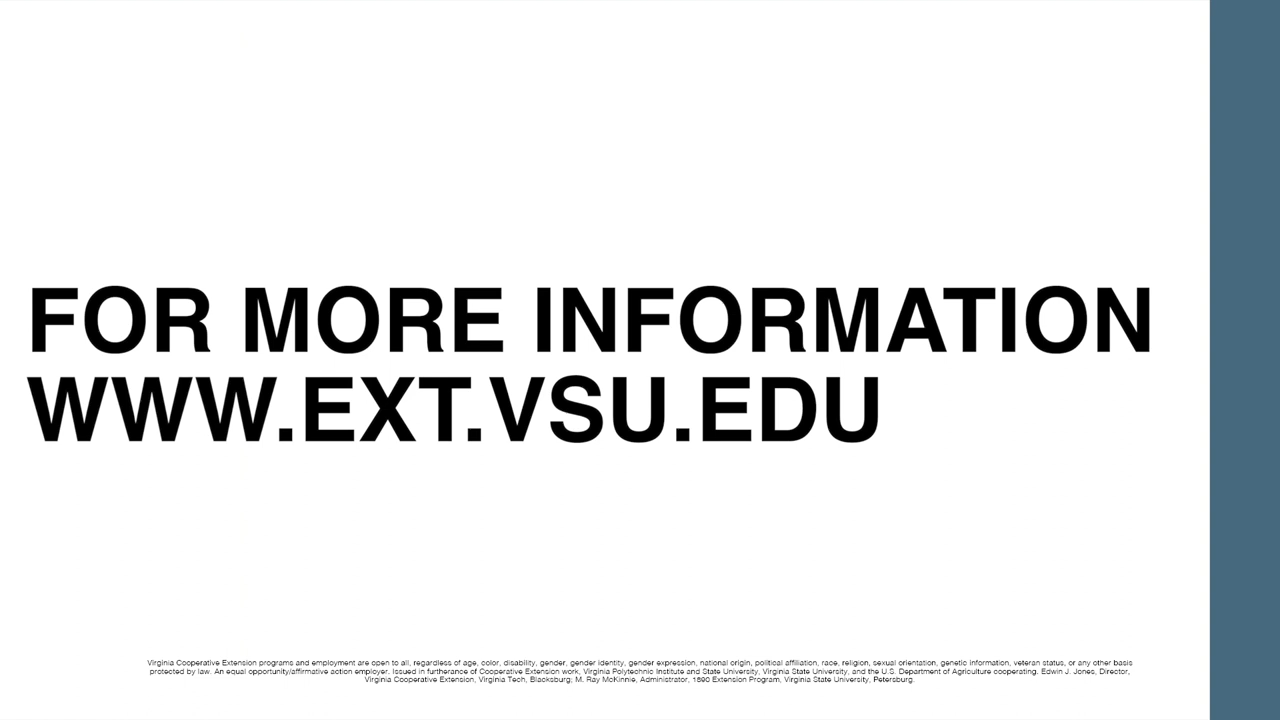 FOR MORE INFORMATION
WWW.EXT.VSU.EDU
Virginia Cooperative Extension programs and employment are open to all, regardless of age, color, disability, gender, gender identity, gender expression, national origin, political affiliation, race, religion, sexual orientation, genetic information, veteran status, or any other basis
protected by law. An equal opportunity/affirmative action employer. Issued in furtherance of Cooperative Extension work, Virginia Polytechnic Institute and State University, Virginia State University, and the U.S. Department of Agriculture cooperating. Edwin J. Jones, Director,
Virginia Cooperative Extension, Virginia Tech, Blacksburg; M. Ray McKinnie, Administrator, 1890 Extension Program, Virginia State University, Petersburg.